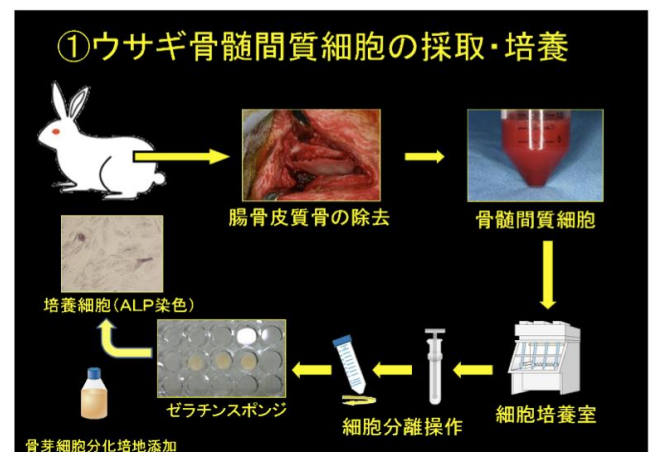 ①ウサギ骨髄間質細胞の採取・培養
腸骨皮質骨の除去
骨髄間質細胞
培養細胞(ALP染色)
ゼラチンスポンジ
細胞分離操作
細胞培養室
骨芽細胞分化培地添加